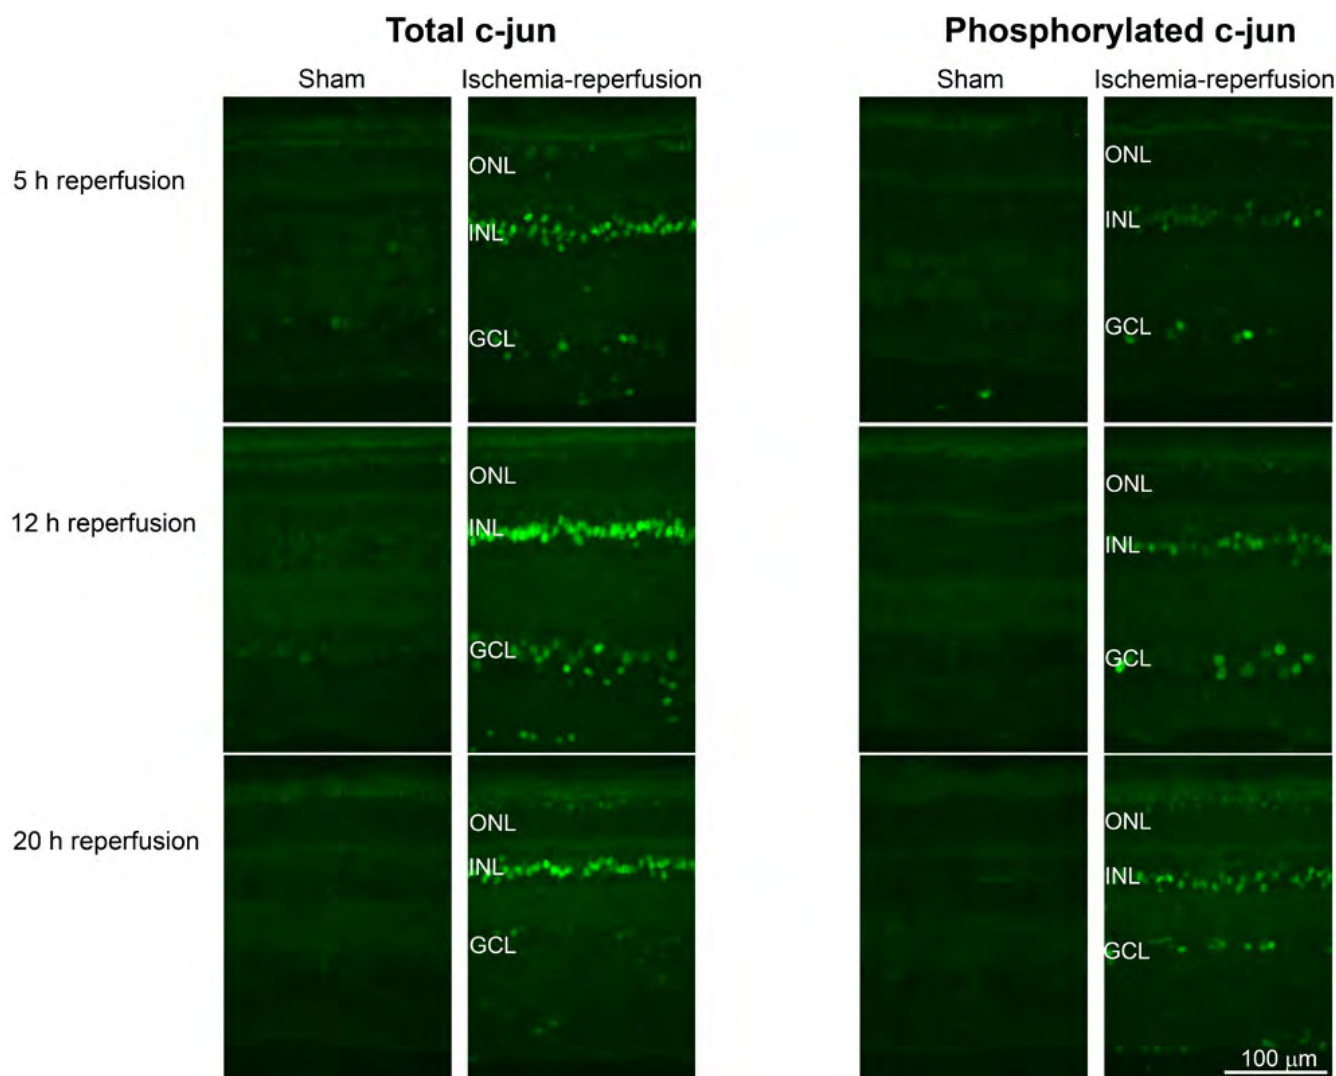 Total c-jun Phosphorylated c-jun
Sham Ischemia-reperfusion Sham Ischemia-reperfusion
5 h reperfusion
ONL ONL
INL INL
GCL GCL
12 h reperfusion
ONL ONL
INL INL
GCL GCL
20 h reperfusion
ONL ONL
INL INL
GCL GCL
100 μm